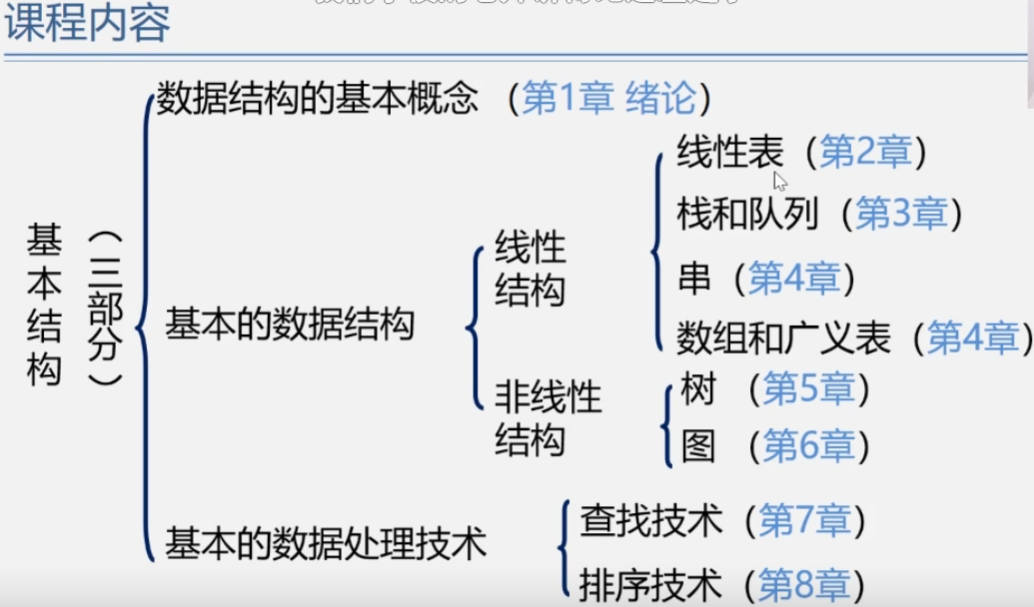 课程内容
数据结构的基本概念 （第1章 绪论）
基本结构
（三部分）
基本的数据结构
线性
结构
线性表（第2章）
栈和队列（第3章）
串（第4章）
数组和广义表（第4章）
非线性
结构
树 （第5章）
图 （第6章）
基本的数据处理技术
查找技术（第7章）
排序技术（第8章）